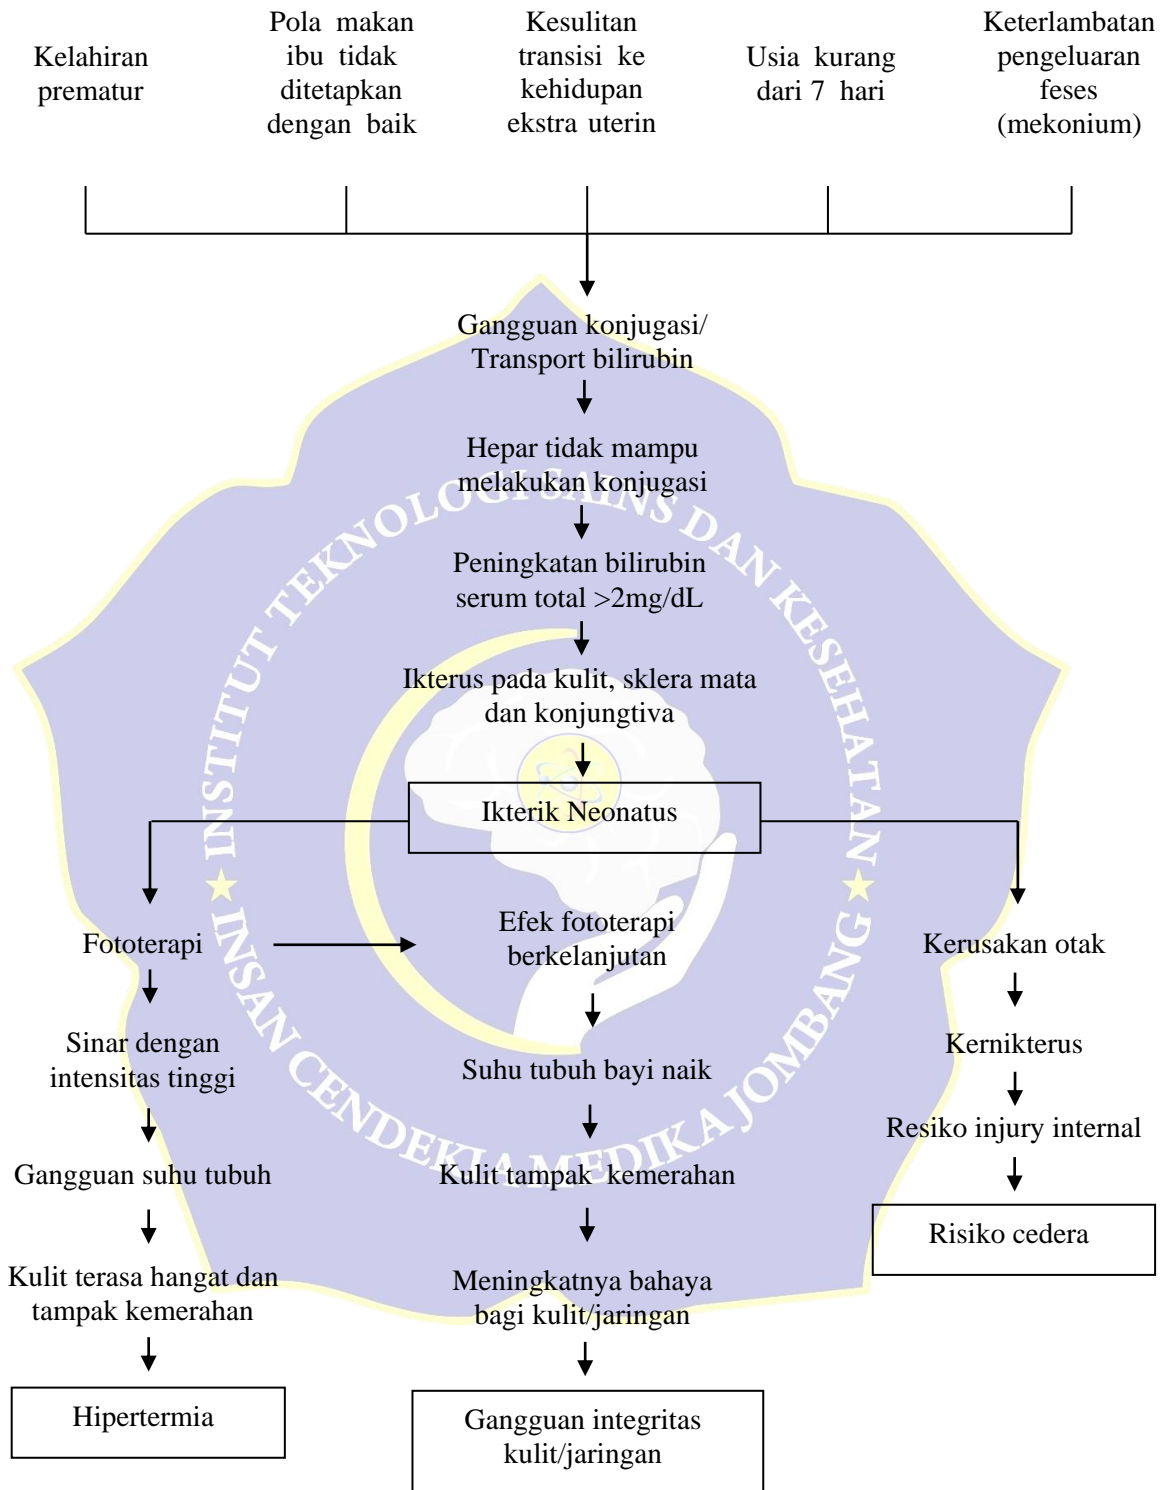 Kelahiran
prematur
Pola makan
ibu tidak
ditetapkan
dengan baik
Kesulitan
transisi ke
kehidupan
ekstra uterin
Usia kurang
dari 7 hari
Keterlambatan
pengeluaran
feses
(mekonium)
Gangguan konjugasi/
Transport bilirubin
Hepar tidak mampu
melakukan konjugasi
Peningkatan bilirubin
serum total >2mg/dL
Ikterus pada kulit, sklera mata
dan konjungtiva
Ikterik Neonatus
Fototerapi
Sinar dengan
intensitas tinggi
Gangguan suhu tubuh
Kulit terasa hangat dan
tampak kemerahan
Hipertermia
Efek fototerapi
berkelanjutan
Suhu tubuh bayi naik
Kulit tampak kemerahan
Meningkatnya bahaya
bagi kulit/jaringan
Gangguan integritas
kulit/jaringan
Kerusakan otak
Kernikterus
Resiko injury internal
Risiko cedera
INSTITUT TEKNOLOGI SAINS DAN KESEHATAN
INSAN CENDEKIA MEDIKA JOMBANG